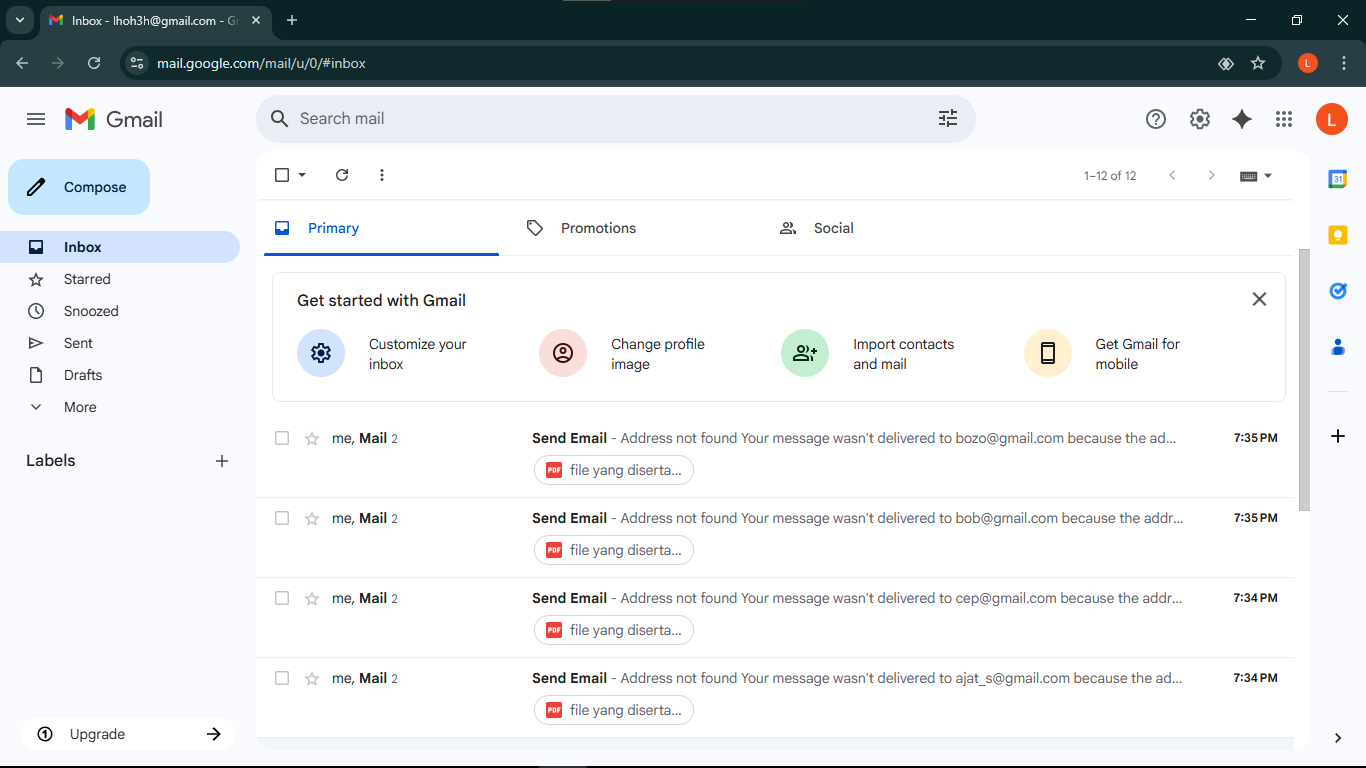 Inbox - lhoh3h@gmail.com - Gr
mail.google.com/mail/u/0/#inbox
L
Gmail
Search mail
L
Compose
1–12 of 12
31
Inbox
Primary
Promotions
Social
Starred
Snoozed
Sent
Drafts
More
Labels
Get started with Gmail
Customize your
inbox
Change profile
image
Import contacts
and mail
Get Gmail for
mobile
me, Mail 2 Send Email - Address not found Your message wasn't delivered to bozo@gmail.com because the ad... 7:35 PM
PDF file yang diserta...
me, Mail 2 Send Email - Address not found Your message wasn't delivered to bob@gmail.com because the addr... 7:35 PM
PDF file yang diserta...
me, Mail 2 Send Email - Address not found Your message wasn't delivered to cep@gmail.com because the addr... 7:34 PM
PDF file yang diserta...
me, Mail 2 Send Email - Address not found Your message wasn't delivered to ajat_s@gmail.com because the ad... 7:34 PM
PDF file yang diserta...
1 Upgrade